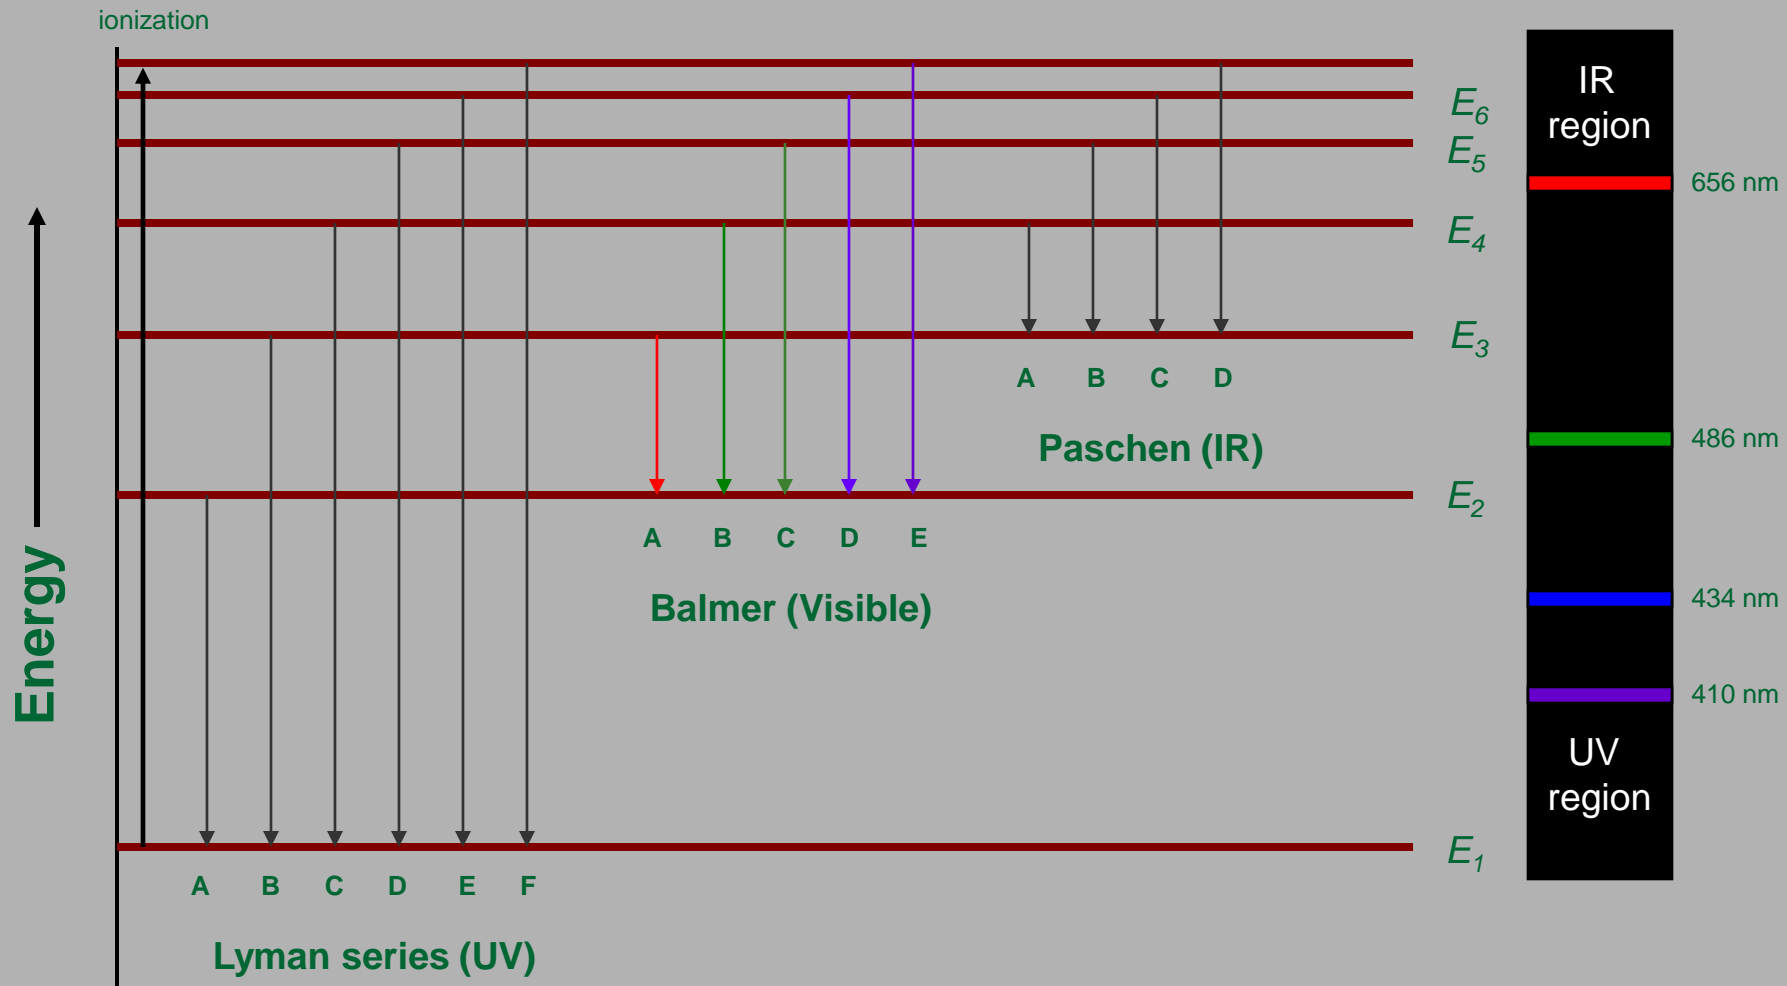 ionization
Energy
E6
E5
E4
E3
E2
E1
A B C D
Paschen (IR)
A B C D E
Balmer (Visible)
A B C D E F
Lyman series (UV)
IR
region
656 nm
486 nm
434 nm
410 nm
UV
region